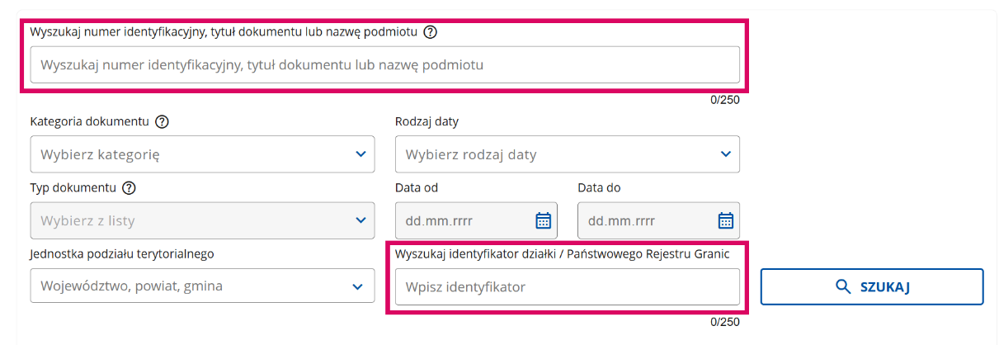 Wyszukaj numer identyfikacyjny, tytuł dokumentu lub nazwę podmiotu ?
Wyszukaj numer identyfikacyjny, tytuł dokumentu lub nazwę podmiotu
0/250
Kategoria dokumentu ?
Rodzaj daty
Wybierz kategorię
Wybierz rodzaj daty
Typ dokumentu ?
Data od
Data do
Wybierz z listy
dd.mm.rrrr
dd.mm.rrrr
Jednostka podziału terytorialnego
Wyszukaj identyfikator działki / Państwowego Rejestru Granic
Województwo, powiat, gmina
Wpisz identyfikator
SZUKAJ
0/250